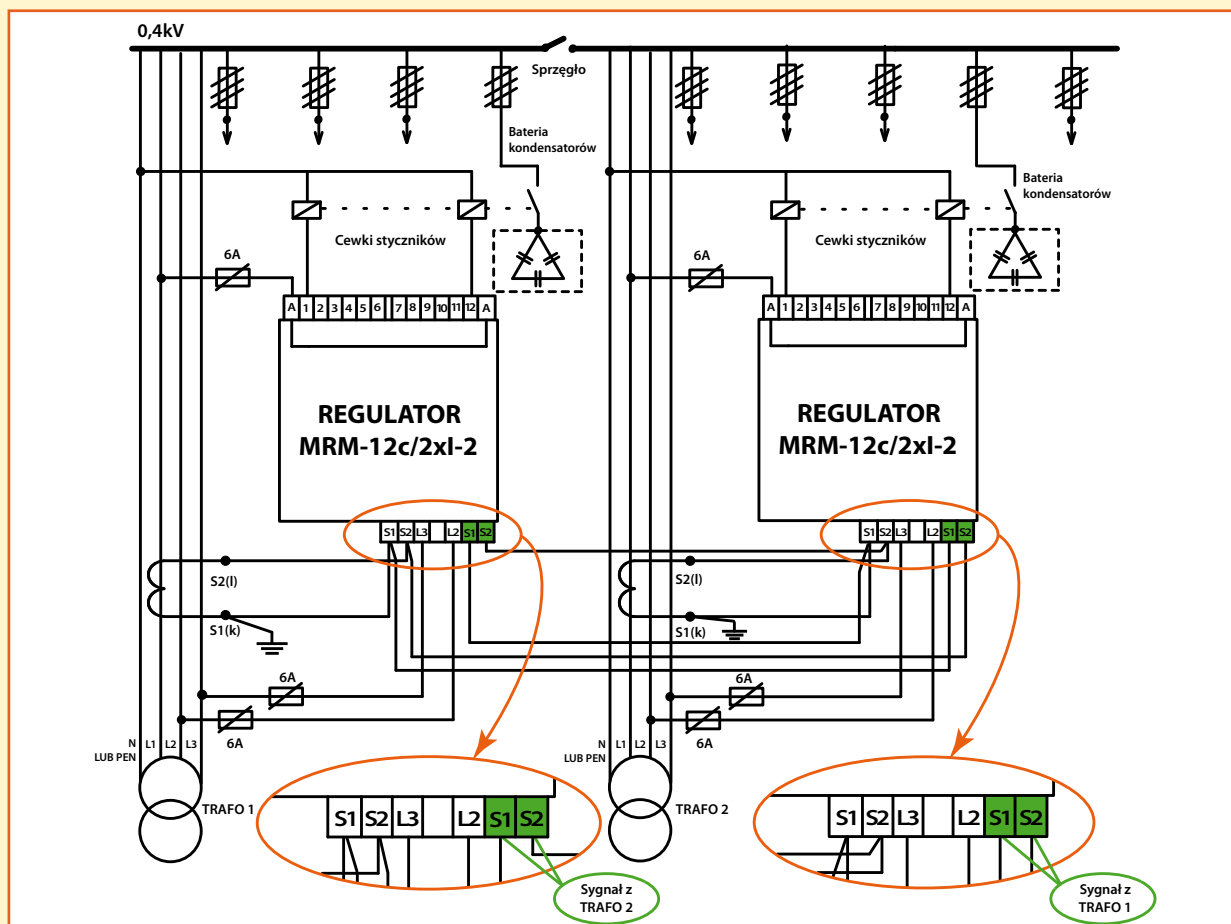 0,4kV
Sprzęgło
Bateria
kondensatorów
Bateria
kondensatorów
Cewki styczników
Cewki styczników
6A
6A
A 1 2 3 4 5 6 7 8 9 10 11 12 A
A 1 2 3 4 5 6 7 8 9 10 11 12 A
REGULATOR
MRM-12c/2xI-2
REGULATOR
MRM-12c/2xI-2
S1 S2 L3 L2 S1 S2
S1 S2 L3 L2 S1 S2
S2(l)
S2(l)
S1(k)
S1(k)
6A
6A
6A
6A
N L1 L2 L3
LUB PEN
N L1 L2 L3
LUB PEN
TRAFO 1
TRAFO 2
S1 S2 L3 L2 S1 S2
S1 S2 L3 L2 S1 S2
Sygnał z
TRAFO 2
Sygnał z
TRAFO 1